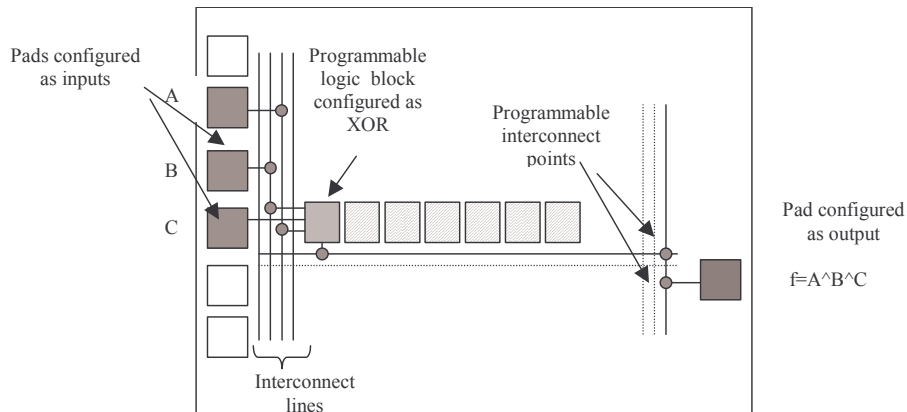 Pads configured
as inputs
A
B
C
Programmable
logic block
configured as
XOR
Programmable
interconnect
points
Pad configured
as output
f=A^B^C
Interconnect
lines